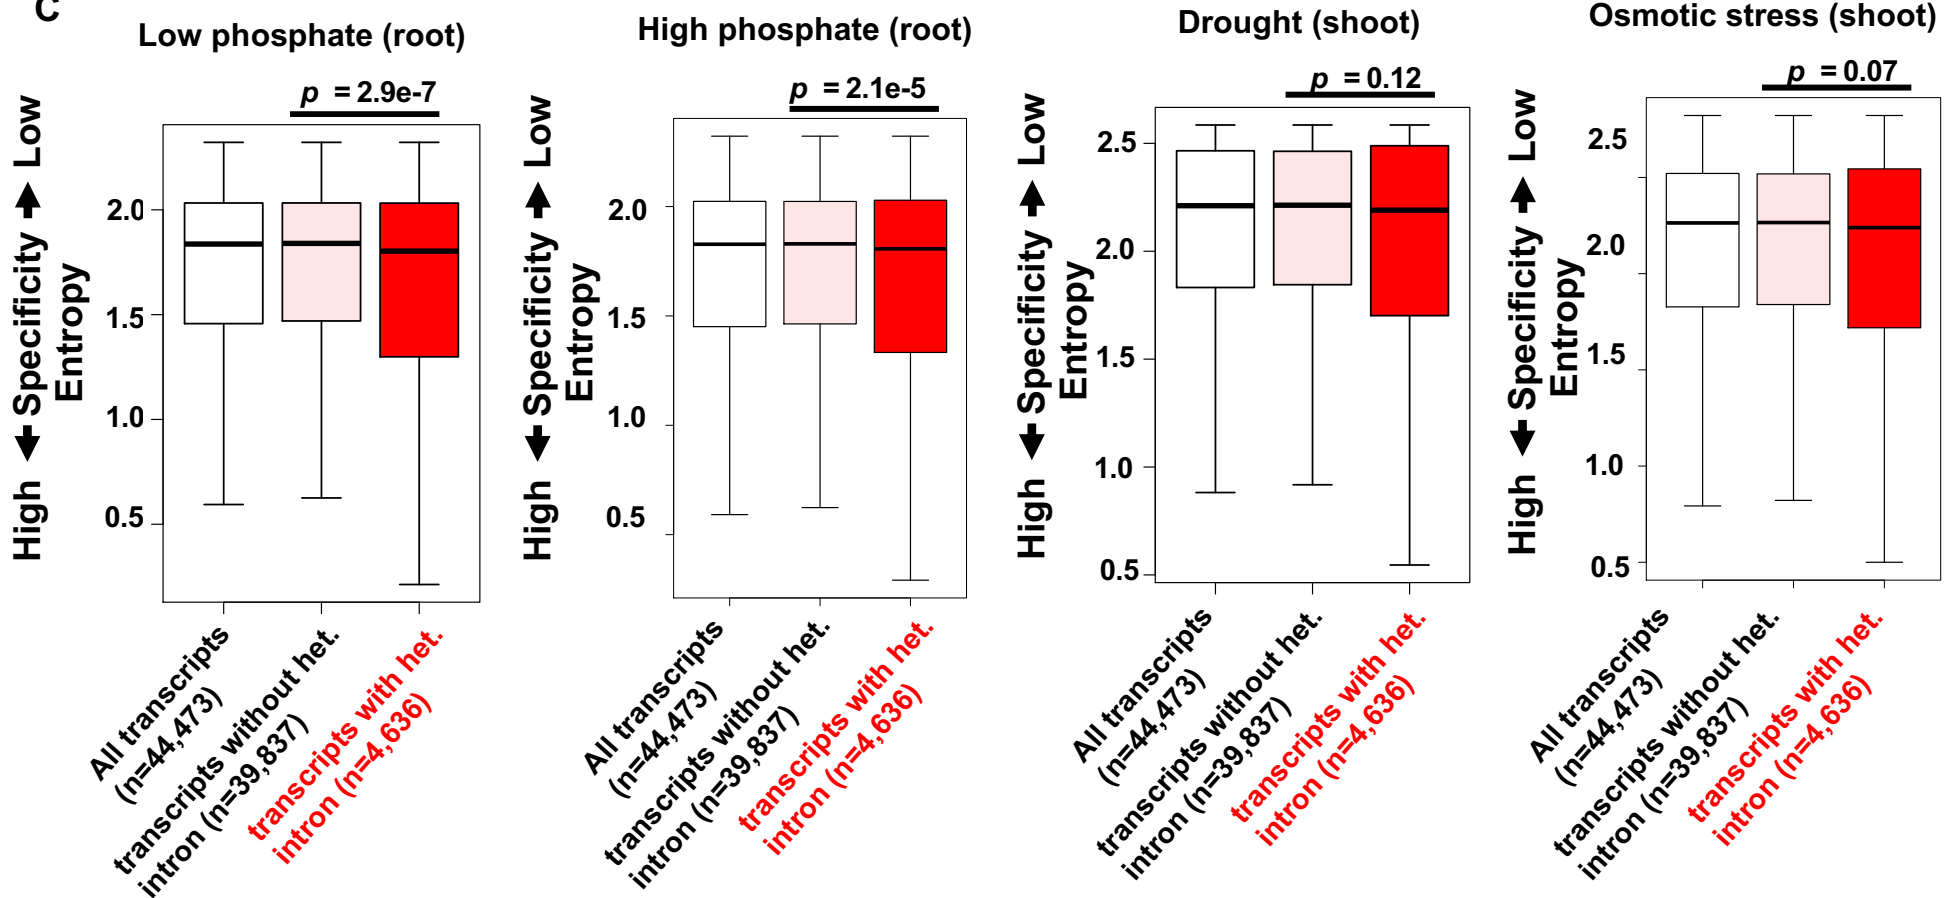 C
Low phosphate (root)
p = 2.9e-7
High ← Specificity → Low
Entropy
2.0
1.5
1.0
0.5
All transcripts
(n=44,473)
transcripts without het.
intron (n=39,837)
transcripts with het.
intron (n=4,636)
High phosphate (root)
p = 2.1e-5
High ← Specificity → Low
Entropy
2.0
1.5
1.0
0.5
All transcripts
(n=44,473)
transcripts without het.
intron (n=39,837)
transcripts with het.
intron (n=4,636)
Drought (shoot)
p = 0.12
High ← Specificity → Low
Entropy
2.5
2.0
1.5
1.0
0.5
All transcripts
(n=44,473)
transcripts without het.
intron (n=39,837)
transcripts with het.
intron (n=4,636)
Osmotic stress (shoot)
p = 0.07
High ← Specificity → Low
Entropy
2.5
2.0
1.5
1.0
0.5
All transcripts
(n=44,473)
transcripts without het.
intron (n=39,837)
transcripts with het.
intron (n=4,636)